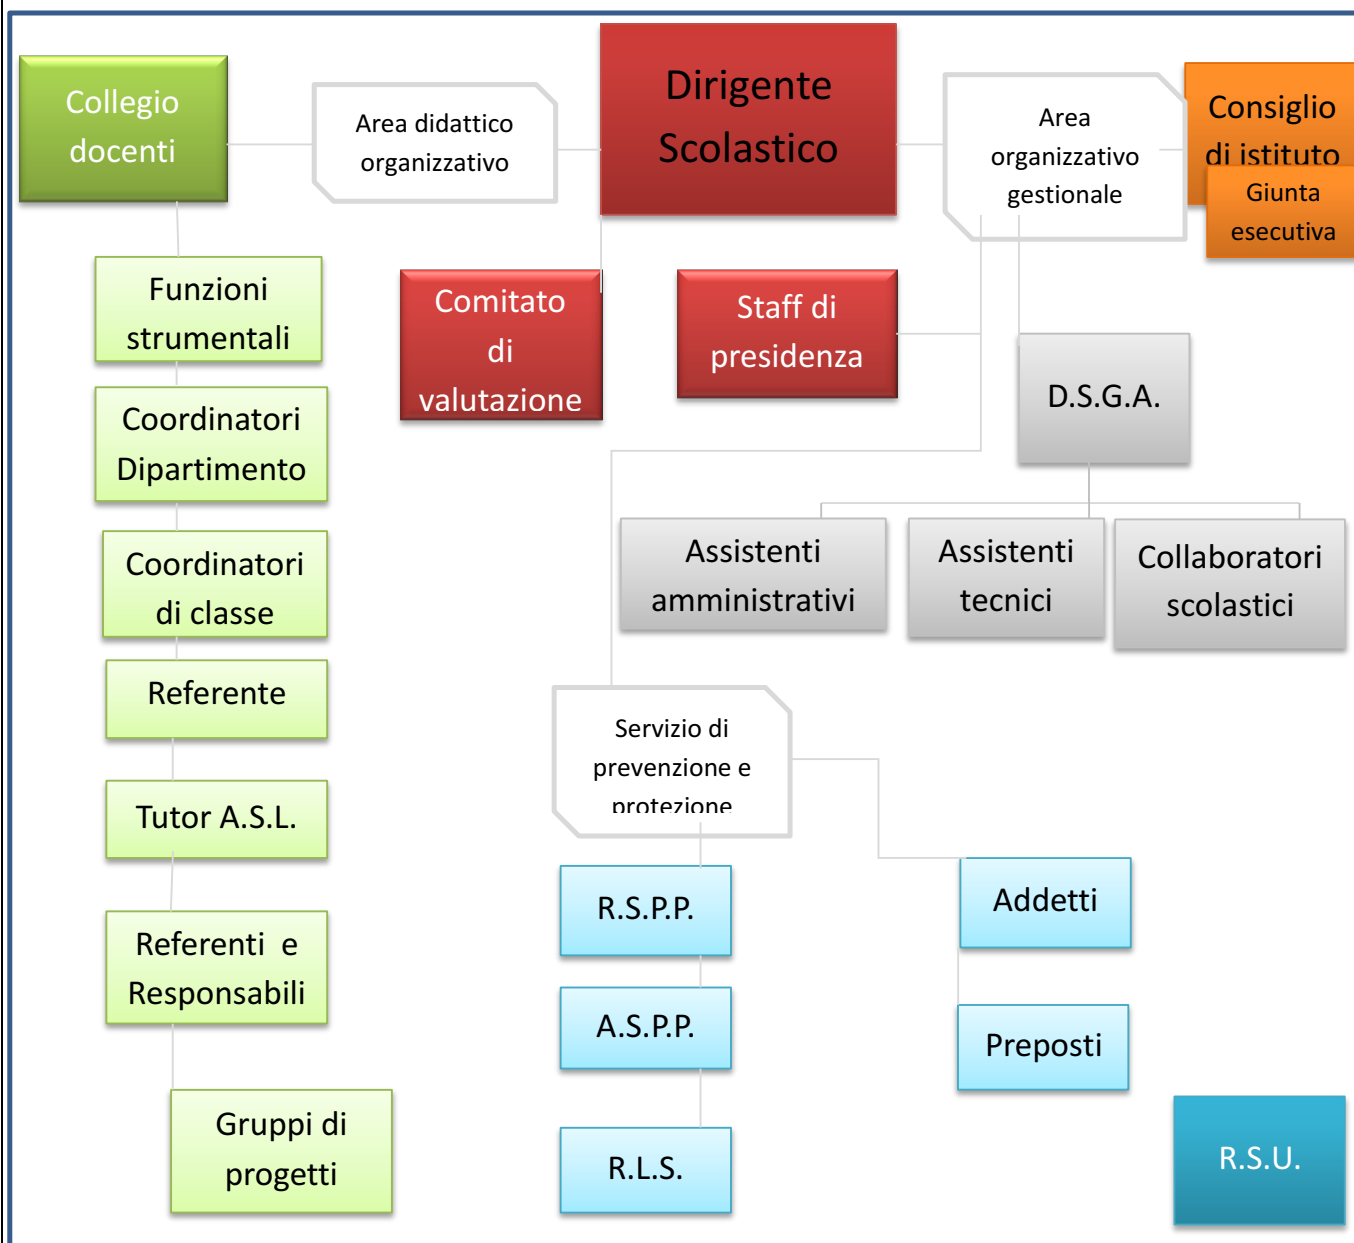 Collegio
docenti
Area didattico
organizzativo
Dirigente
Scolastico
Area
organizzativo
gestionale
Consiglio
di istituto
Giunta
esecutiva
Funzioni
strumentali
Comitato
di
valutazione
Staff di
presidenza
D.S.G.A.
Coordinatori
Dipartimento
Assistenti
amministrativi
Assistenti
tecnici
Collaboratori
scolastici
Coordinatori
di classe
Referente
Servizio di
prevenzione e
protezione
Tutor A.S.L.
R.S.P.P.
Addetti
Referenti e
Responsabili
A.S.P.P.
Preposti
Gruppi di
progetti
R.L.S.
R.S.U.